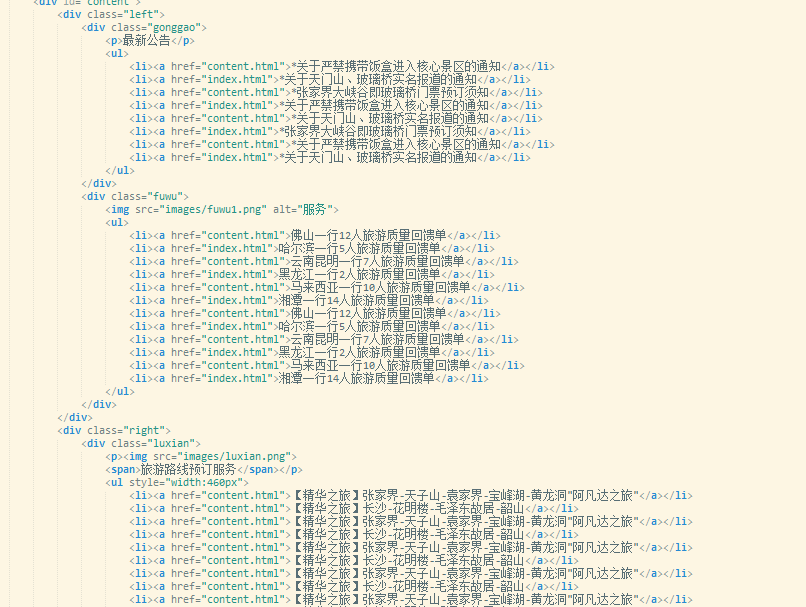 <div id="content">
<div class="left">
<div class="gonggao">
<p>最新公告</p>
<ul>
<li><a href="content.html">*关于严禁携带饭盒进入核心景区的通知</a></li>
<li><a href="index.html">*关于天门山、玻璃桥实名报道的通知</a></li>
<li><a href="content.html">*张家界大峡谷即玻璃桥门票预订须知</a></li>
<li><a href="index.html">*关于严禁携带饭盒进入核心景区的通知</a></li>
<li><a href="content.html">*关于天门山、玻璃桥实名报道的通知</a></li>
<li><a href="index.html">*张家界大峡谷即玻璃桥门票预订须知</a></li>
<li><a href="content.html">*关于严禁携带饭盒进入核心景区的通知</a></li>
<li><a href="index.html">*关于天门山、玻璃桥实名报道的通知</a></li>
</ul>
</div>
<div class="fuwu">
<img src="images/fuwu1.png" alt="服务">
<ul>
<li><a href="content.html">佛山一行12人旅游质量回馈单</a></li>
<li><a href="index.html">哈尔滨一行5人旅游质量回馈单</a></li>
<li><a href="content.html">云南昆明一行7人旅游质量回馈单</a></li>
<li><a href="index.html">黑龙江一行2人旅游质量回馈单</a></li>
<li><a href="content.html">马来西亚一行10人旅游质量回馈单</a></li>
<li><a href="index.html">湘潭一行14人旅游质量回馈单</a></li>
<li><a href="content.html">佛山一行12人旅游质量回馈单</a></li>
<li><a href="index.html">哈尔滨一行5人旅游质量回馈单</a></li>
<li><a href="content.html">云南昆明一行7人旅游质量回馈单</a></li>
<li><a href="index.html">黑龙江一行2人旅游质量回馈单</a></li>
<li><a href="content.html">马来西亚一行10人旅游质量回馈单</a></li>
<li><a href="index.html">湘潭一行14人旅游质量回馈单</a></li>
</ul>
</div>
</div>
<div class="right">
<div class="luxian">
<p><img src="images/luxian.png">
<span>旅游路线预订服务</span></p>
<ul style="width:460px">
<li><a href="content.html">【精华之旅】张家界-天子山-袁家界-宝峰湖-黄龙洞"阿凡达之旅"</a></li>
<li><a href="content.html">【精华之旅】长沙-花明楼-毛泽东故居-韶山</a></li>
<li><a href="content.html">【精华之旅】张家界-天子山-袁家界-宝峰湖-黄龙洞"阿凡达之旅"</a></li>
<li><a href="content.html">【精华之旅】长沙-花明楼-毛泽东故居-韶山</a></li>
<li><a href="content.html">【精华之旅】张家界-天子山-袁家界-宝峰湖-黄龙洞"阿凡达之旅"</a></li>
<li><a href="content.html">【精华之旅】长沙-花明楼-毛泽东故居-韶山</a></li>
<li><a href="content.html">【精华之旅】张家界-天子山-袁家界-宝峰湖-黄龙洞"阿凡达之旅"</a></li>
<li><a href="content.html">【精华之旅】长沙-花明楼-毛泽东故居-韶山</a></li>
<li><a href="content.html">【精华之旅】张家界-天子山-袁家界-宝峰湖-黄龙洞"阿凡达之旅"</a></li>